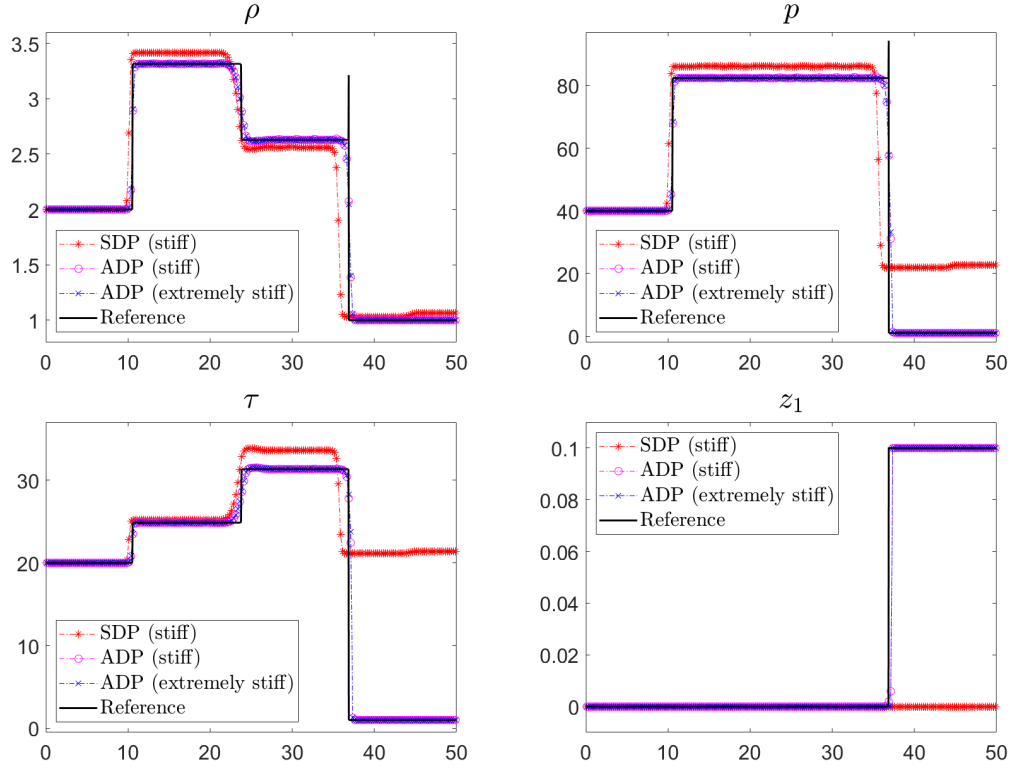 ρ
3.5
3
2.5
2
1.5
1
SDP (stiff)
ADP (stiff)
ADP (extremely stiff)
Reference
0 10 20 30 40 50
p
80
60
40
20
0
SDP (stiff)
ADP (stiff)
ADP (extremely stiff)
Reference
0 10 20 30 40 50
τ
30
20
10
0
SDP (stiff)
ADP (stiff)
ADP (extremely stiff)
Reference
0 10 20 30 40 50
z₁
0.1
0.08
0.06
0.04
0.02
0
SDP (stiff)
ADP (stiff)
ADP (extremely stiff)
Reference
0 10 20 30 40 50